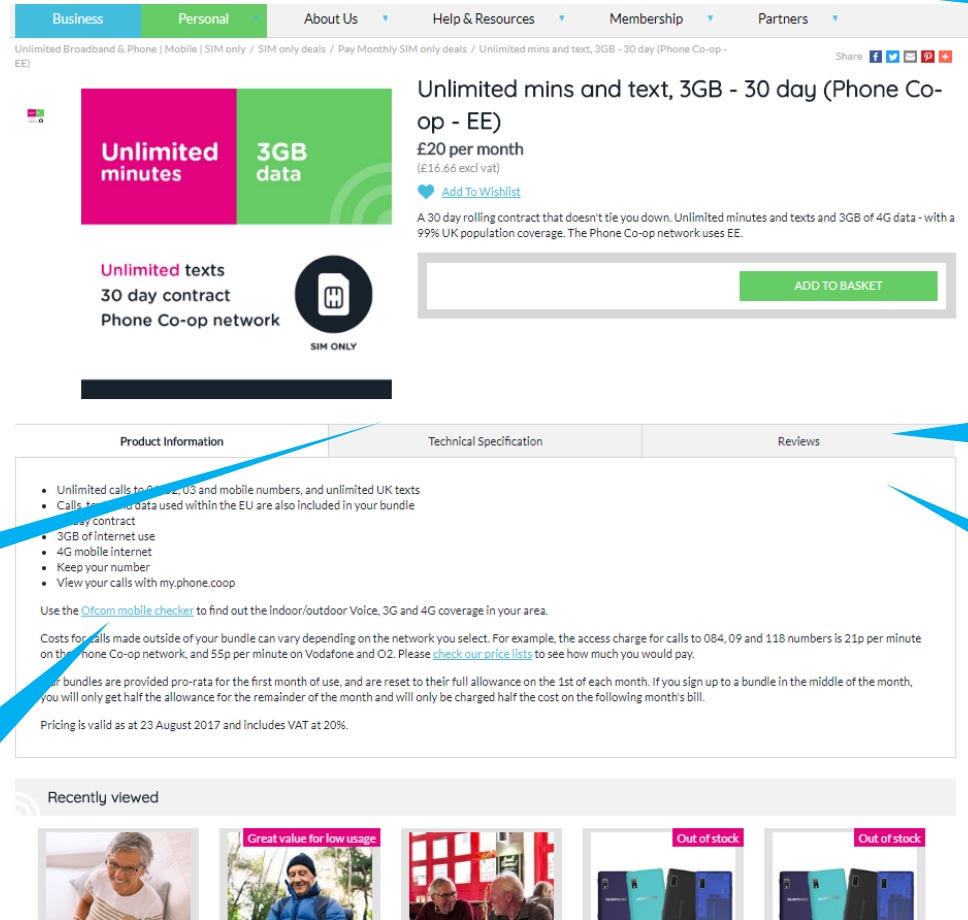 Business Personal About Us Help & Resources Membership Partners
Unlimited Broadband & Phone | Mobile | SIM only / SIM only deals / Pay Monthly SIM only deals / Unlimited mins and text, 3GB - 30 day (Phone Co-op -
EE)
Share
Unlimited mins and text, 3GB - 30 day (Phone Co-
op - EE)
£20 per month
(£16.66 excl vat)
Add To Wishlist
A 30 day rolling contract that doesn't tie you down. Unlimited minutes and texts and 3GB of 4G data - with a
99% UK population coverage. The Phone Co-op network uses EE.
ADD TO BASKET
Unlimited
minutes
3GB
data
Unlimited texts
30 day contract
Phone Co-op network
SIM ONLY
Product Information Technical Specification Reviews
Unlimited calls to 03 and mobile numbers, and unlimited UK texts
Calls, data used within the EU are also included in your bundle
contract
3GB of internet use
4G mobile internet
Keep your number
View your calls with my.phone.coop
Use the Ofcom mobile checker to find out the indoor/outdoor Voice, 3G and 4G coverage in your area.
Costs for calls made outside of your bundle can vary depending on the network you select. For example, the access charge for calls to 084, 09 and 118 numbers is 21p per minute
on the Phone Co-op network, and 55p per minute on Vodafone and O2. Please check our price lists to see how much you would pay.
bundles are provided pro-rata for the first month of use, and are reset to their full allowance on the 1st of each month. If you sign up to a bundle in the middle of the month,
you will only get half the allowance for the remainder of the month and will only be charged half the cost on the following month's bill.
Pricing is valid as at 23 August 2017 and includes VAT at 20%.
Recently viewed
Great value for low usage
Out of stock
Out of stock